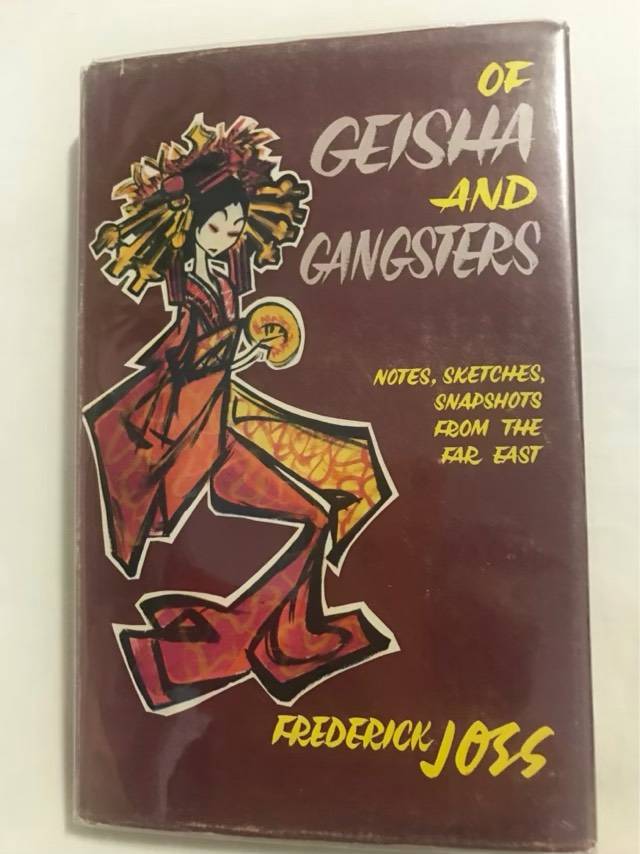 OF
GEISHA
AND
GANGSTERS
NOTES, SKETCHES,
SNAPSHOTS
FROM THE
FAR EAST
FREDERICK JOSS